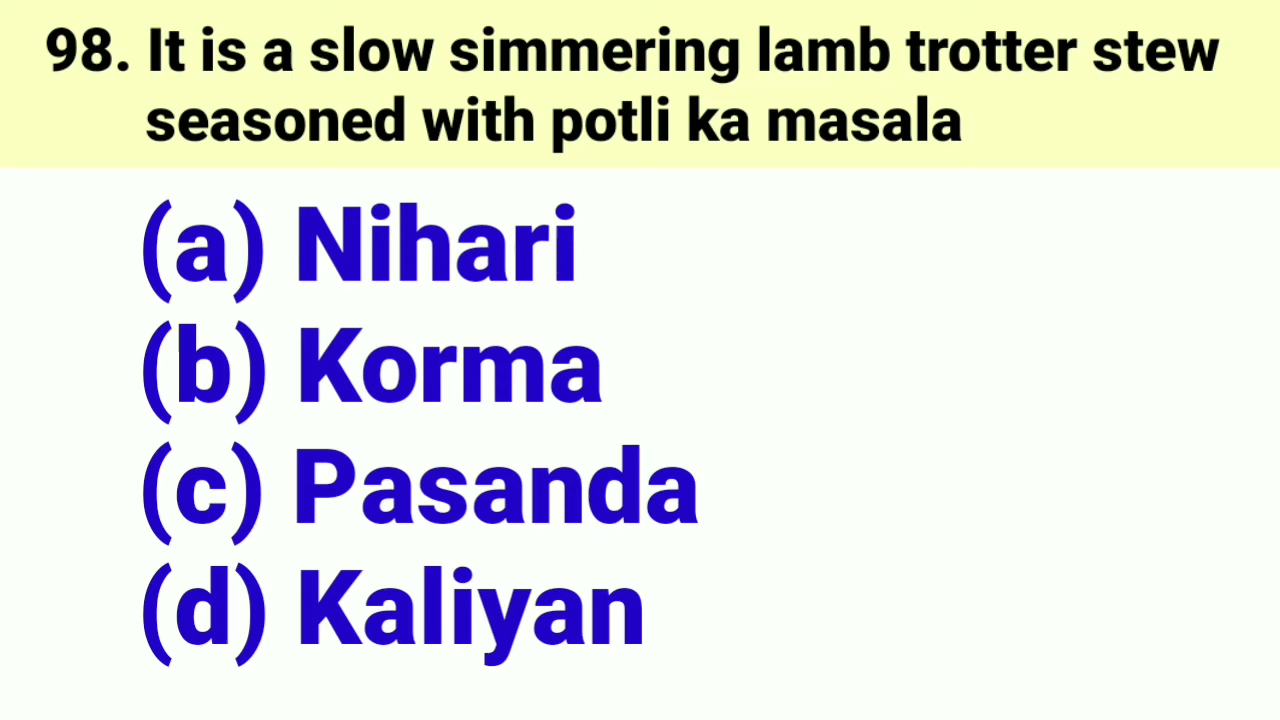 98. It is a slow simmering lamb trotter stew
seasoned with potli ka masala
(a) Nihari
(b) Korma
(c) Pasanda
(d) Kaliyan